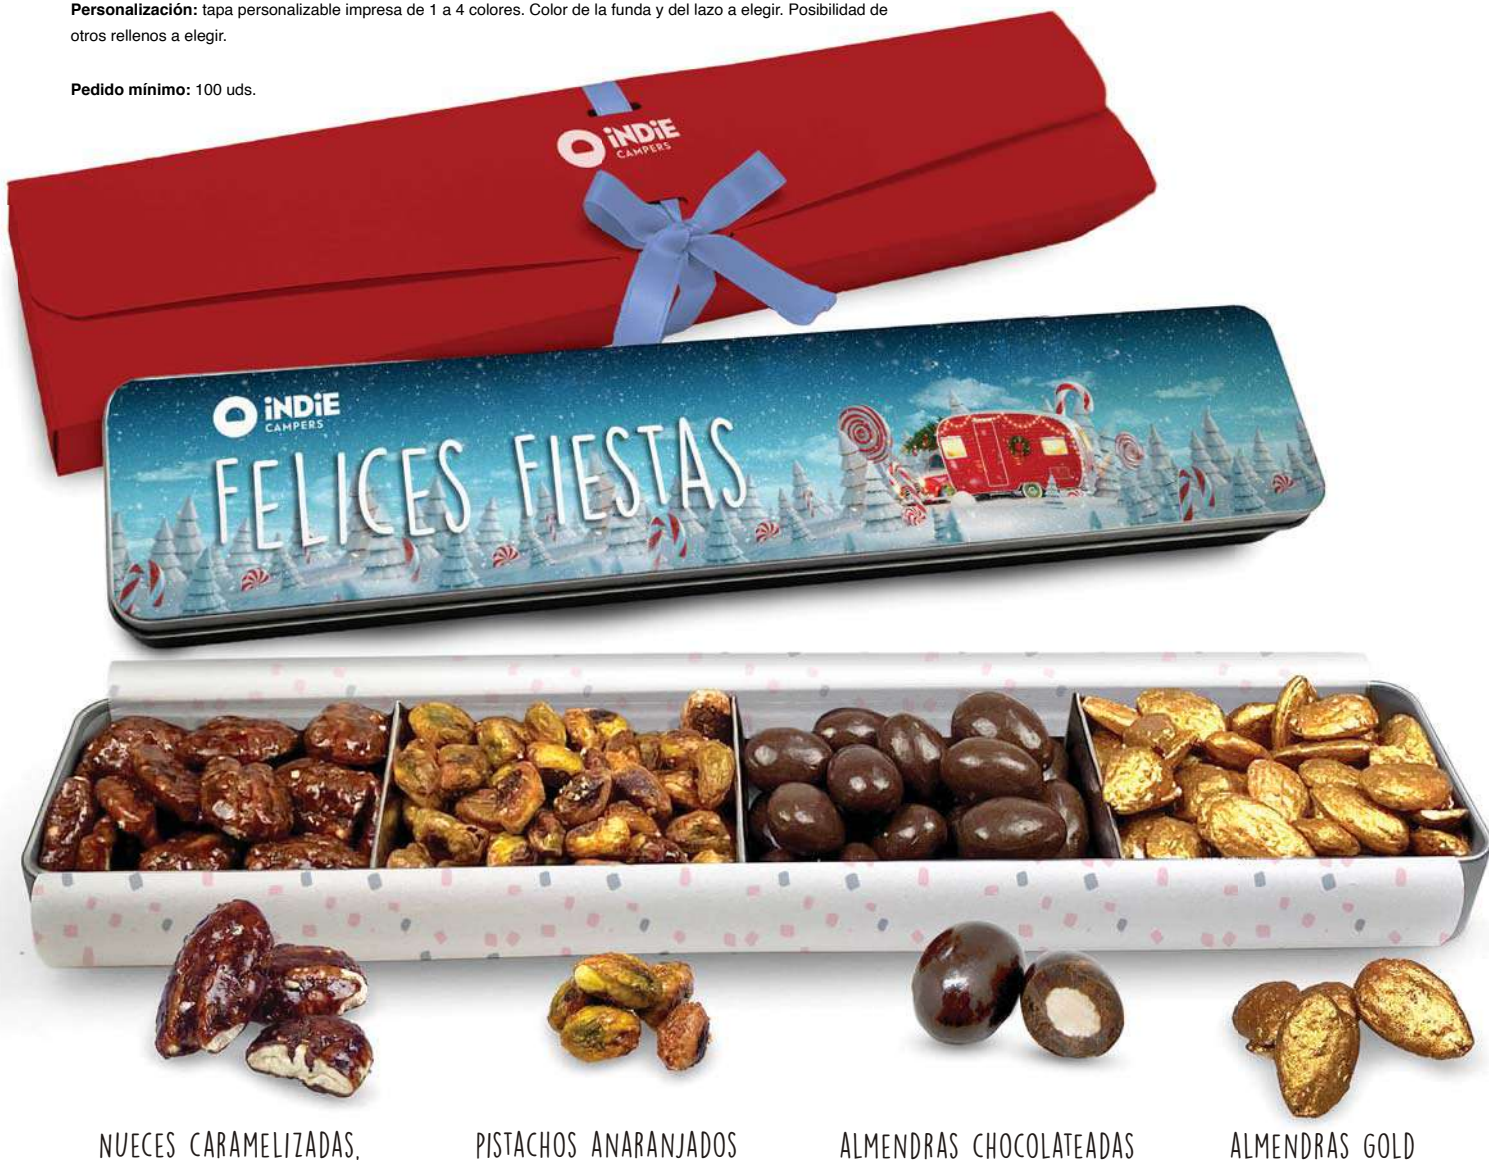 Personalización: tapa personalizable impresa de 1 a 4 colores. Color de la funda y del lazo a elegir. Posibilidad de
otros rellenos a elegir.
Pedido mínimo: 100 uds.
iNDiE
CAMPERS
iNDiE
CAMPERS
FELICES FIESTAS
NUECES CARAMELIZADAS,
PISTACHOS ANARANJADOS
ALMENDRAS CHOCOLATEADAS
ALMENDRAS GOLD